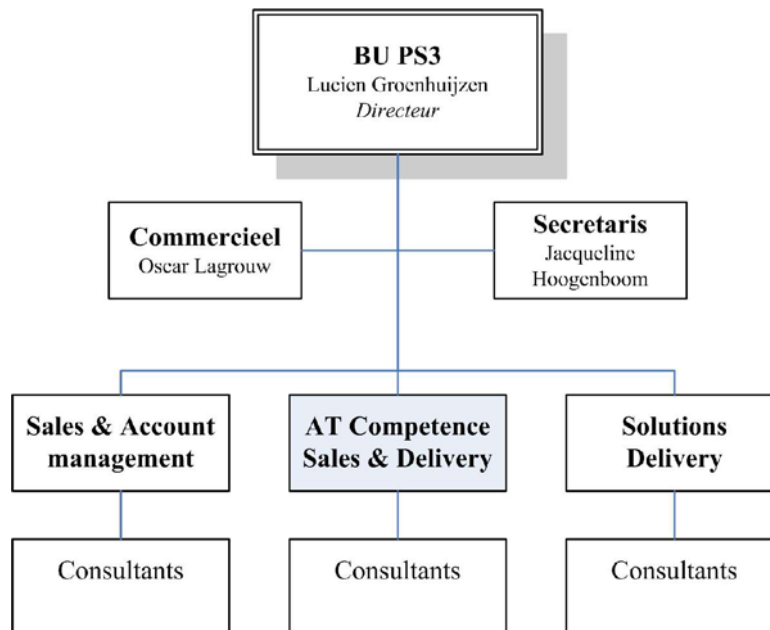 BU PS3
Lucien Groenhuijzen
Directeur
Commercieel
Oscar Lagrouw
Secretaris
Jacqueline
Hoogenboom
Sales & Account
management
AT Competence
Sales & Delivery
Solutions
Delivery
Consultants
Consultants
Consultants